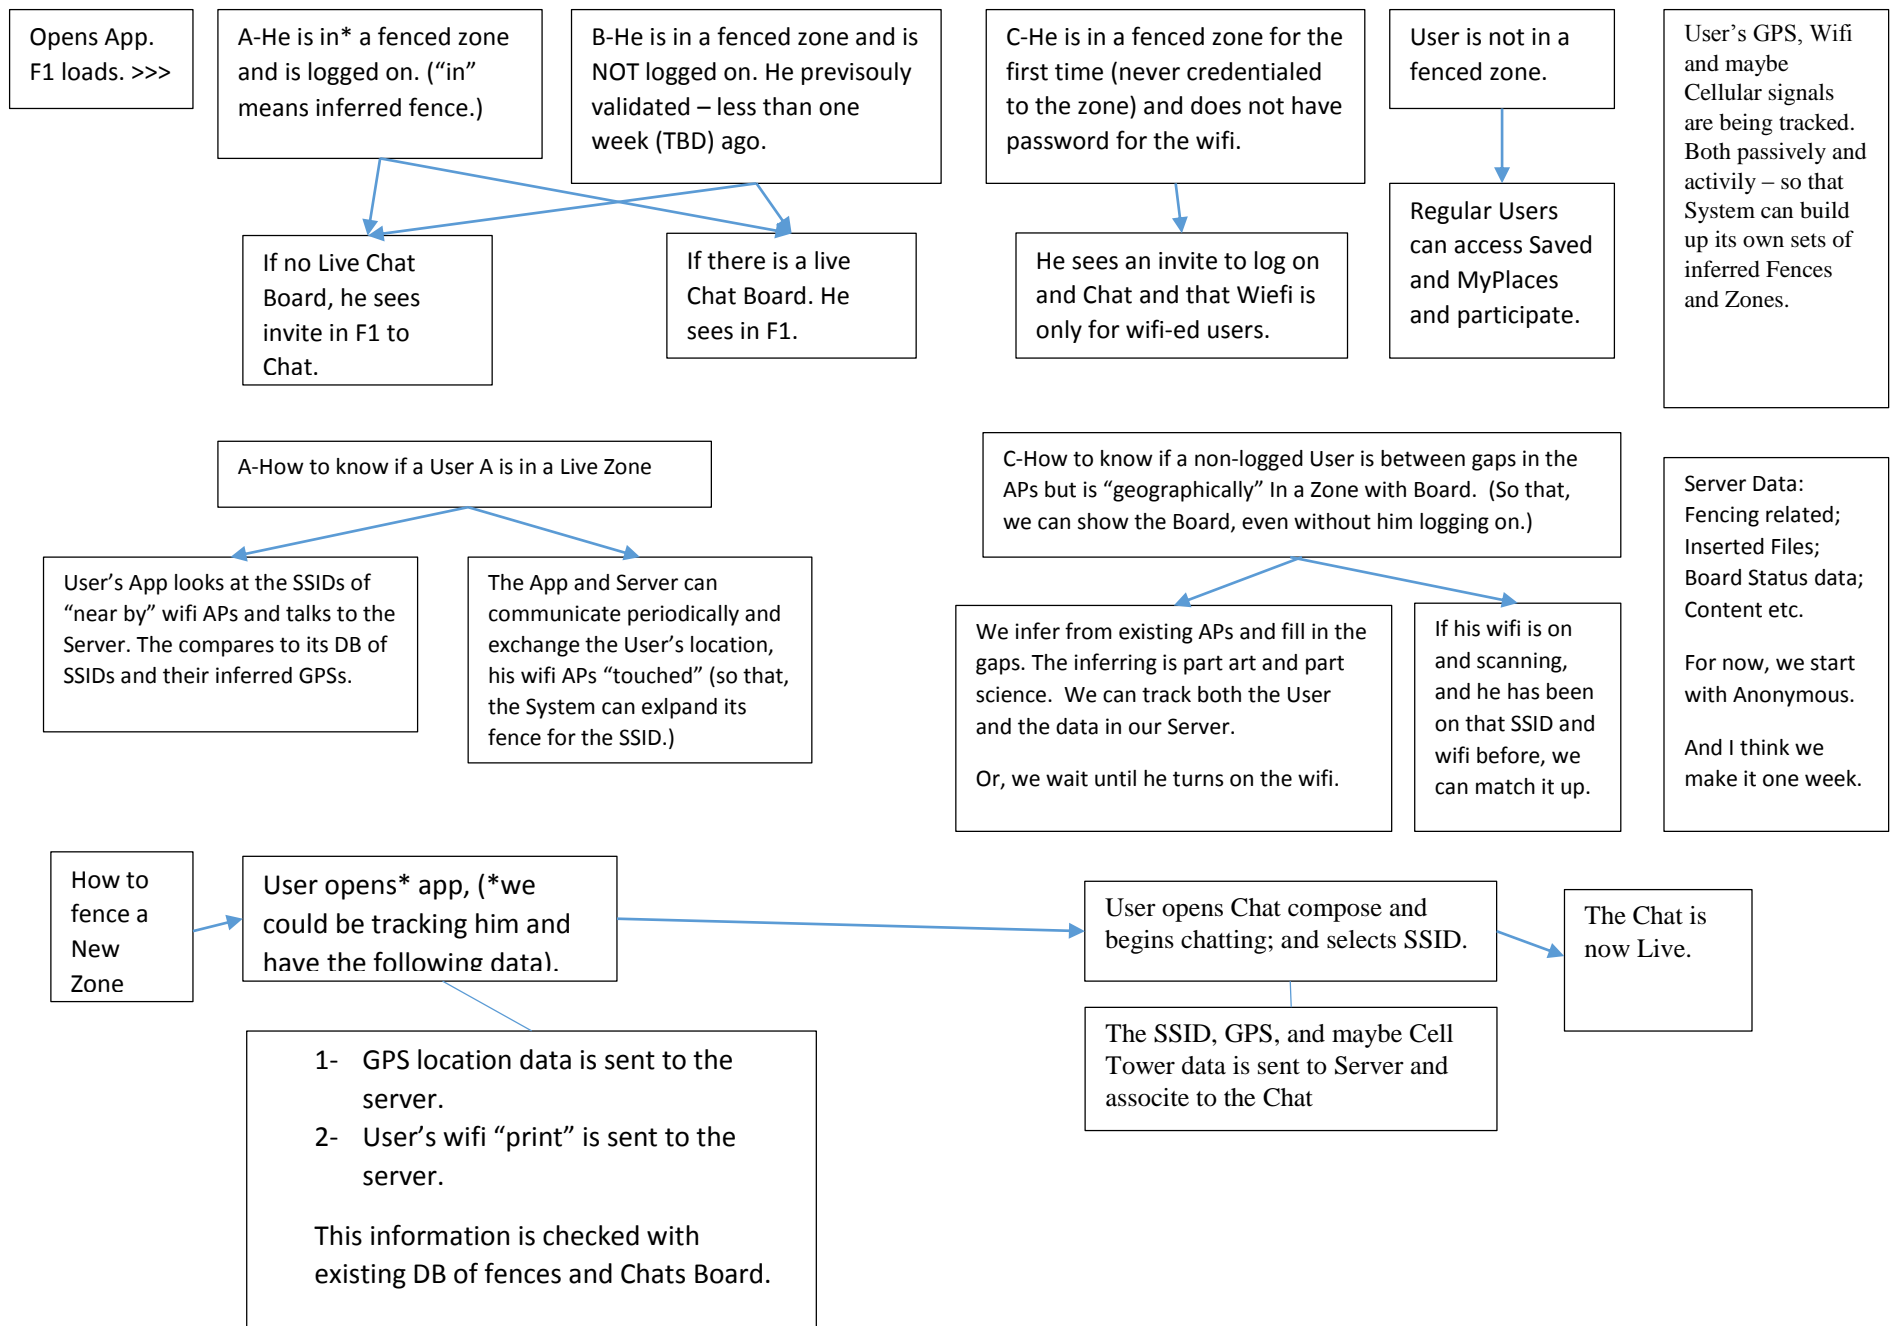 Opens App.
F1 loads. >>>
A-He is in* a fenced zone
and is logged on. (“in”
means inferred fence.)
B-He is in a fenced zone and is
NOT logged on. He previsouly
validated – less than one
week (TBD) ago.
C-He is in a fenced zone for the
first time (never credentialed
to the zone) and does not have
password for the wifi.
User is not in a
fenced zone.
User’s GPS, Wifi
and maybe
Cellular signals
are being tracked.
Both passively and
activily – so that
System can build
up its own sets of
inferred Fences
and Zones.
If no Live Chat
Board, he sees
invite in F1 to
Chat.
If there is a live
Chat Board. He
sees in F1.
He sees an invite to log on
and Chat and that Wiefi is
only for wifi-ed users.
Regular Users
can access Saved
and MyPlaces
and participate.
A-How to know if a User A is in a Live Zone
C-How to know if a non-logged User is between gaps in the
APs but is “geographically” In a Zone with Board. (So that,
we can show the Board, even without him logging on.)
Server Data:
Fencing related;
Inserted Files;
Board Status data;
Content etc.
For now, we start
with Anonymous.
And I think we
make it one week.
User’s App looks at the SSIDs of
“near by” wifi APs and talks to the
Server. The compares to its DB of
SSIDs and their inferred GPSs.
The App and Server can
communicate periodically and
exchange the User’s location,
his wifi APs “touched” (so that,
the System can exlpand its
fence for the SSID.)
We infer from existing APs and fill in the
gaps. The inferring is part art and part
science. We can track both the User
and the data in our Server.
Or, we wait until he turns on the wifi.
If his wifi is on
and scanning,
and he has been
on that SSID and
wifi before, we
can match it up.
How to
fence a
New
Zone
User opens* app, (*we
could be tracking him and
have the following data).
User opens Chat compose and
begins chatting; and selects SSID.
The Chat is
now Live.
The SSID, GPS, and maybe Cell
Tower data is sent to Server and
associte to the Chat
1- GPS location data is sent to the
server.
2- User’s wifi “print” is sent to the
server.
This information is checked with
existing DB of fences and Chats Board.